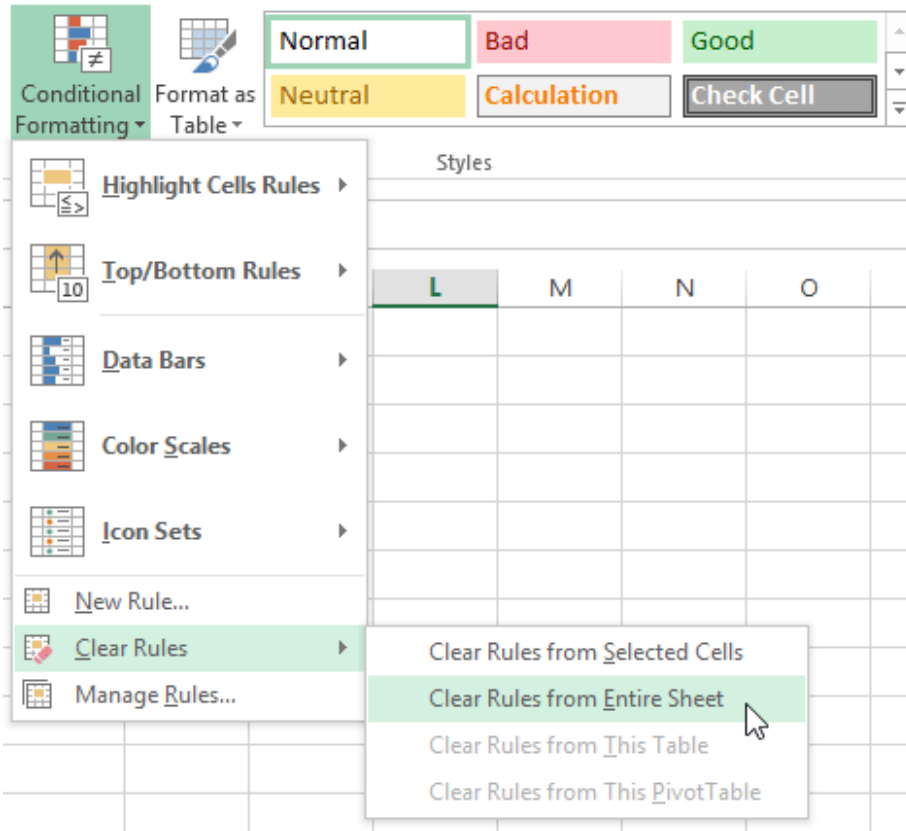 Normal
Bad
Good
Conditional
Formatting
Format as
Table
Neutral
Calculation
Check Cell
Styles
≠
Highlight Cells Rules
≤ >
Top/Bottom Rules
10
L
M
N
O
Data Bars
Color Scales
Icon Sets
New Rule...
Clear Rules
Manage Rules...
Clear Rules from Selected Cells
Clear Rules from Entire Sheet
Clear Rules from This Table
Clear Rules from This PivotTable